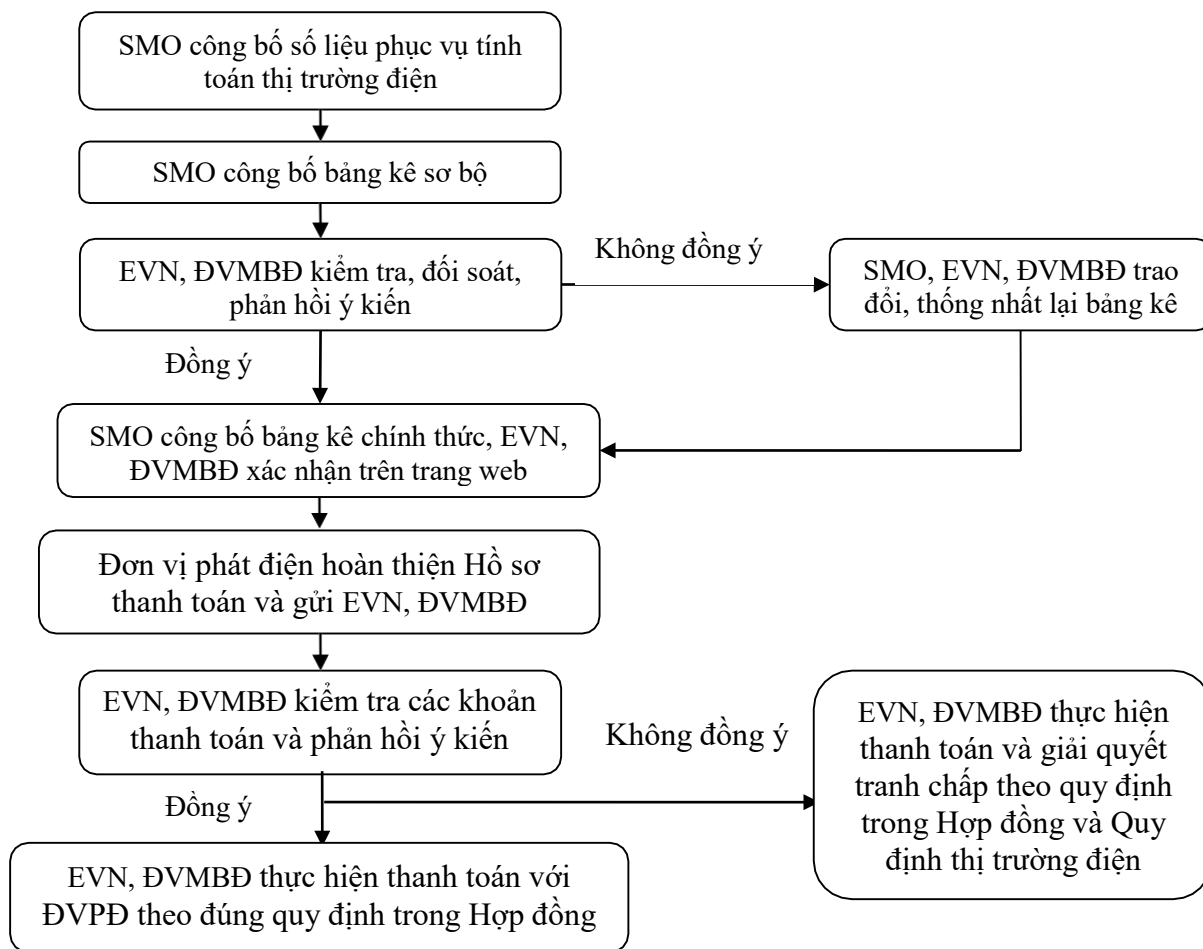 SMO công bố số liệu phục vụ tính
toán thị trường điện
SMO công bố bảng kê sơ bộ
EVN, ĐVMBĐ kiểm tra, đối soát,
phản hồi ý kiến
Không đồng ý
SMO, EVN, ĐVMBĐ trao
đổi, thống nhất lại bảng kê
Đồng ý
SMO công bố bảng kê chính thức, EVN,
ĐVMBĐ xác nhận trên trang web
Đơn vị phát điện hoàn thiện Hồ sơ
thanh toán và gửi EVN, ĐVMBĐ
EVN, ĐVMBĐ kiểm tra các khoản
thanh toán và phản hồi ý kiến
Không đồng ý
EVN, ĐVMBĐ thực hiện
thanh toán và giải quyết
tranh chấp theo quy định
trong Hợp đồng và Quy
định thị trường điện
Đồng ý
EVN, ĐVMBĐ thực hiện thanh toán với
ĐVPĐ theo đúng quy định trong Hợp đồng